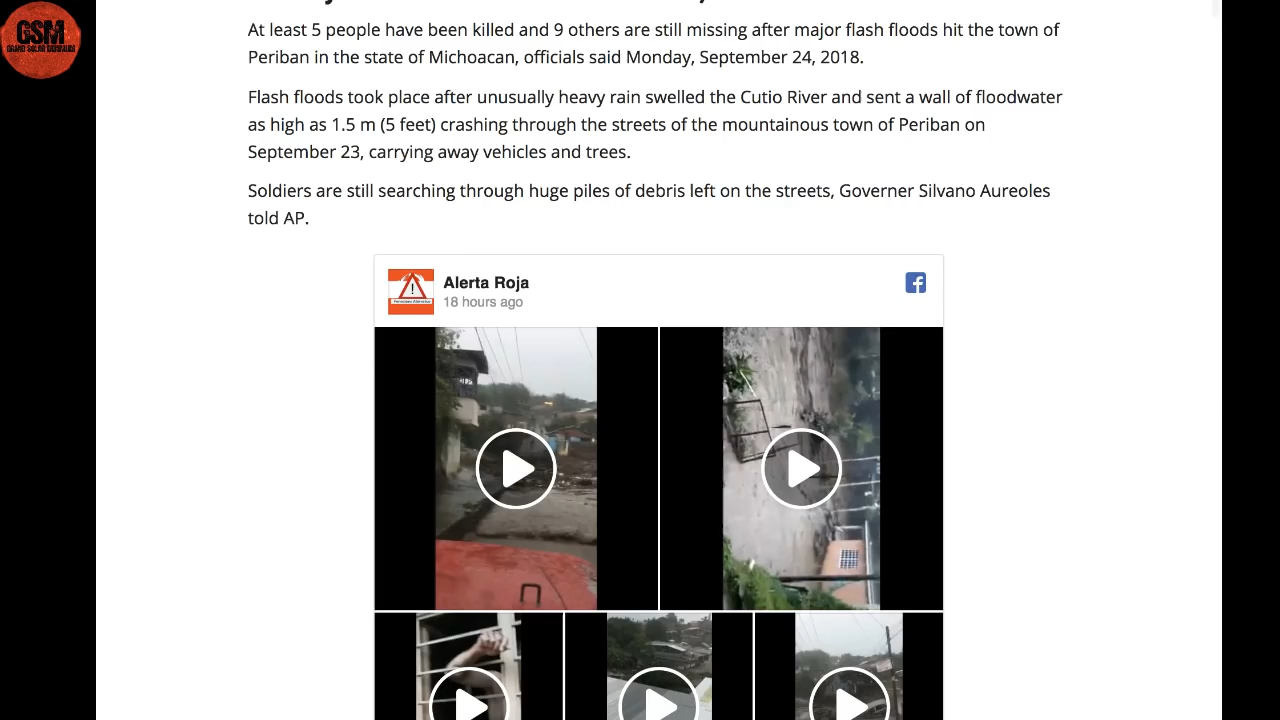 GSM
GRAND SOLAR MINIMUM
At least 5 people have been killed and 9 others are still missing after major flash floods hit the town of
Periban in the state of Michoacan, officials said Monday, September 24, 2018.
Flash floods took place after unusually heavy rain swelled the Cutio River and sent a wall of floodwater
as high as 1.5 m (5 feet) crashing through the streets of the mountainous town of Periban on
September 23, carrying away vehicles and trees.
Soldiers are still searching through huge piles of debris left on the streets, Governer Silvano Aureoles
told AP.
Alerta Roja
18 hours ago